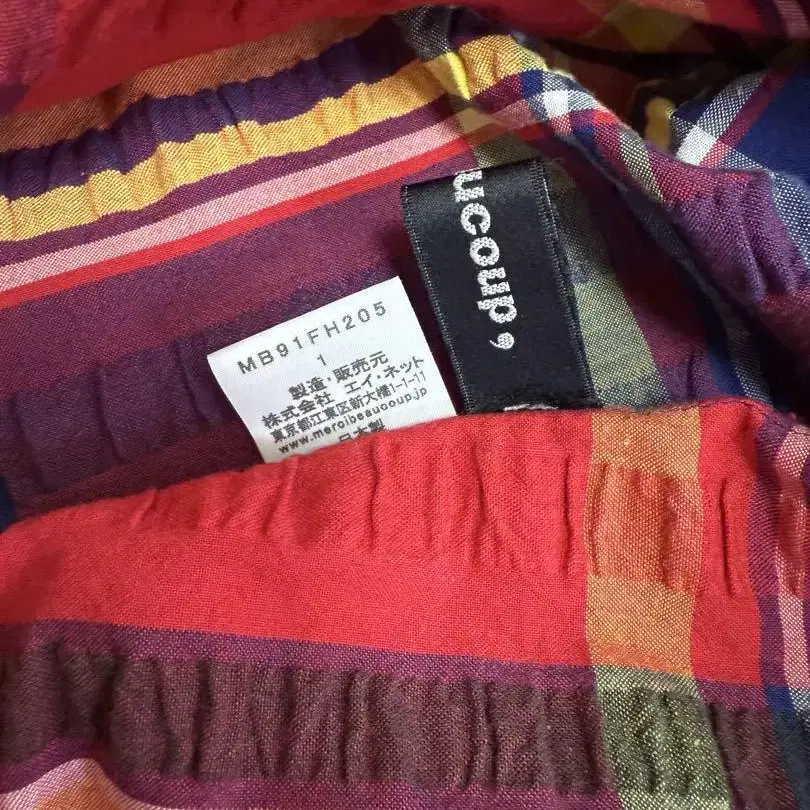 ucoup,
MB91FH205
1
製造・販売元
株式会社 エイ・ネット
東京都江東区新大橋1-1-11
www.mercibeaucoup.jp
日本製